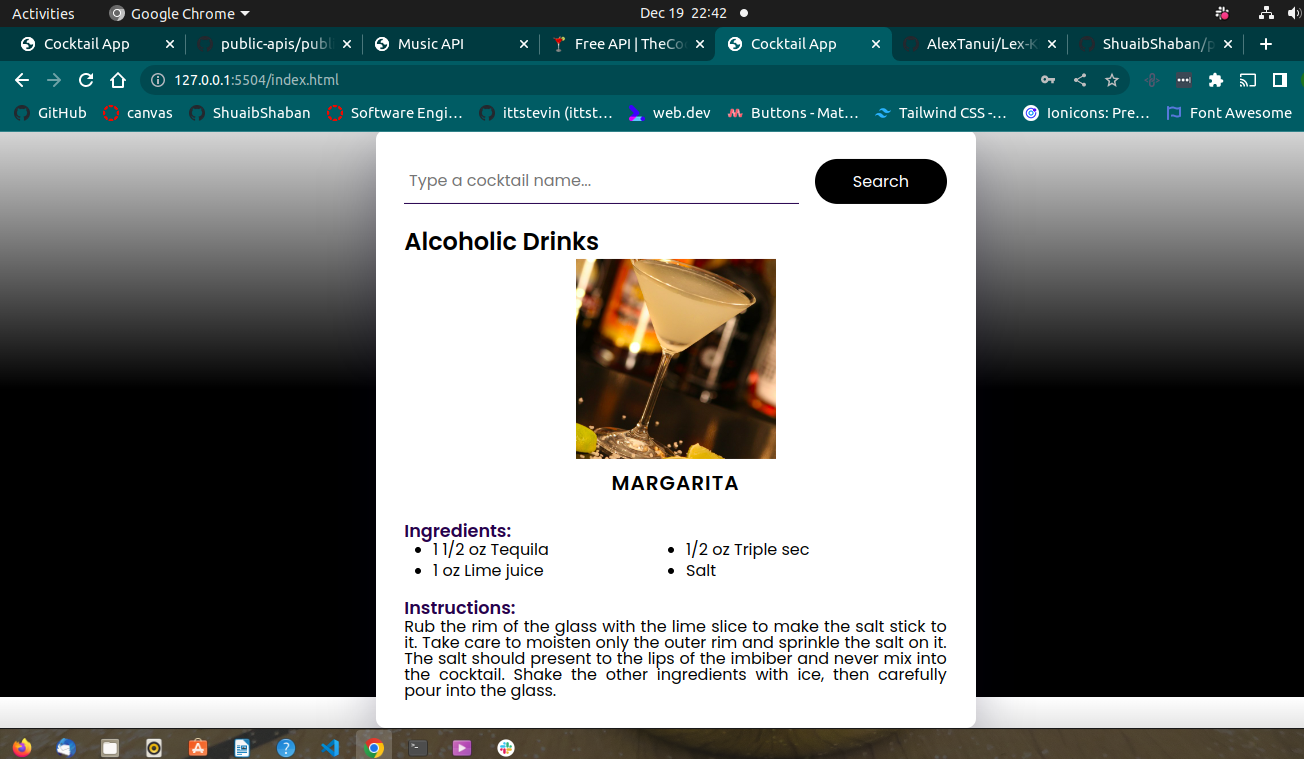 Activities Google Chrome Dec 19 22:42
Cocktail App public-apis/publ Music API Free API | TheCo Cocktail App AlexTanui/Lex-K ShuaibShaban/p
127.0.0.1:5504/index.html
GitHub canvas ShuaibShaban Software Engi... ittstevin (ittst... web.dev Buttons - Mat... Tailwind CSS -... Ionicons: Pre... Font Awesome
Type a cocktail name... Search
Alcoholic Drinks
MARGARITA
Ingredients:
1 1/2 oz Tequila 1/2 oz Triple sec
1 oz Lime juice Salt
Instructions:
Rub the rim of the glass with the lime slice to make the salt stick to
it. Take care to moisten only the outer rim and sprinkle the salt on it.
The salt should present to the lips of the imbiber and never mix into
the cocktail. Shake the other ingredients with ice, then carefully
pour into the glass.